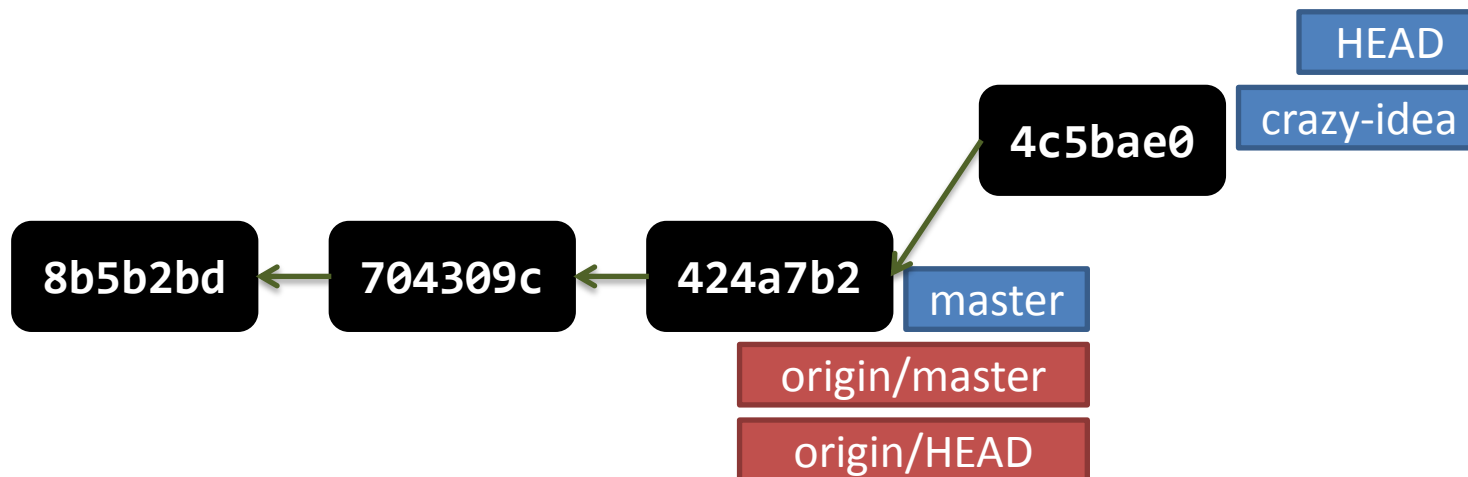 HEAD
crazy-idea
4c5bae0
8b5b2bd
704309c
424a7b2
master
origin/master
origin/HEAD